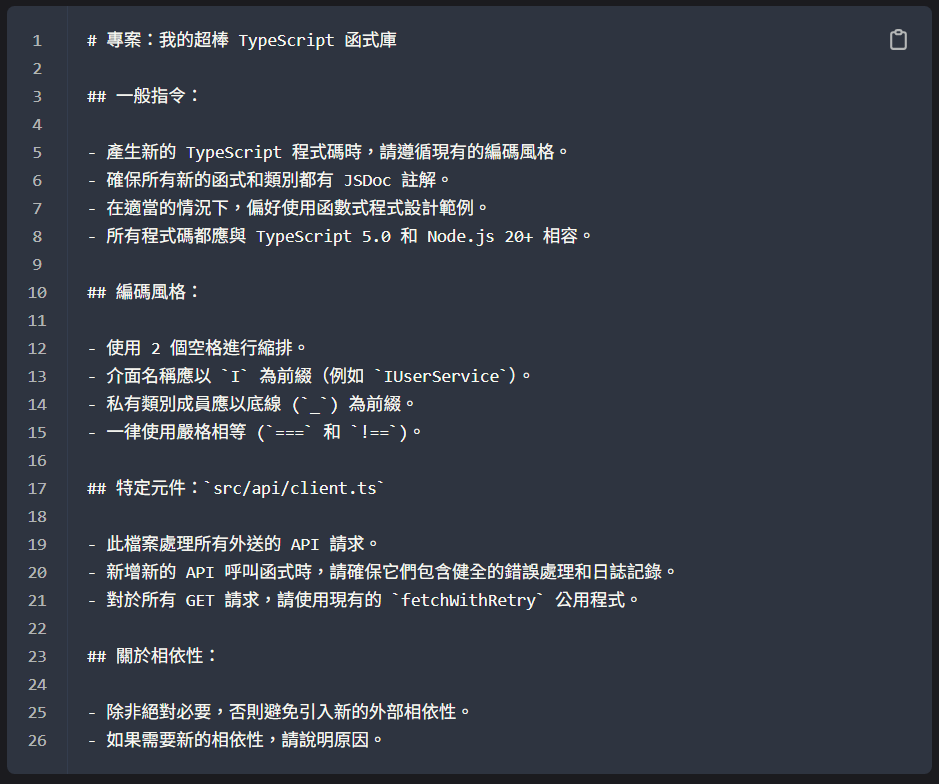 1 # 專案：我的超棒 TypeScript 函式庫
2
3 ## 一般指令：
4
5 - 產生新的 TypeScript 程式碼時，請遵循現有的編碼風格。
6 - 確保所有新的函式和類別都有 JSDoc 註解。
7 - 在適當的情況下，偏好使用函數式程式設計範例。
8 - 所有程式碼都應與 TypeScript 5.0 和 Node.js 20+ 相容。
9
10 ## 編碼風格：
11
12 - 使用 2 個空格進行縮排。
13 - 介面名稱應以 `I` 為前綴（例如 `IUserService`）。
14 - 私有類別成員應以底線 (`_`) 為前綴。
15 - 一律使用嚴格相等 (`===` 和 `!==`)。
16
17 ## 特定元件：`src/api/client.ts`
18
19 - 此檔案處理所有外送的 API 請求。
20 - 新增新的 API 呼叫函式時，請確保它們包含健全的錯誤處理和日誌記錄。
21 - 對於所有 GET 請求，請使用現有的 `fetchWithRetry` 公用程式。
22
23 ## 關於相依性：
24
25 - 除非絕對必要，否則避免引入新的外部相依性。
26 - 如果需要新的相依性，請說明原因。